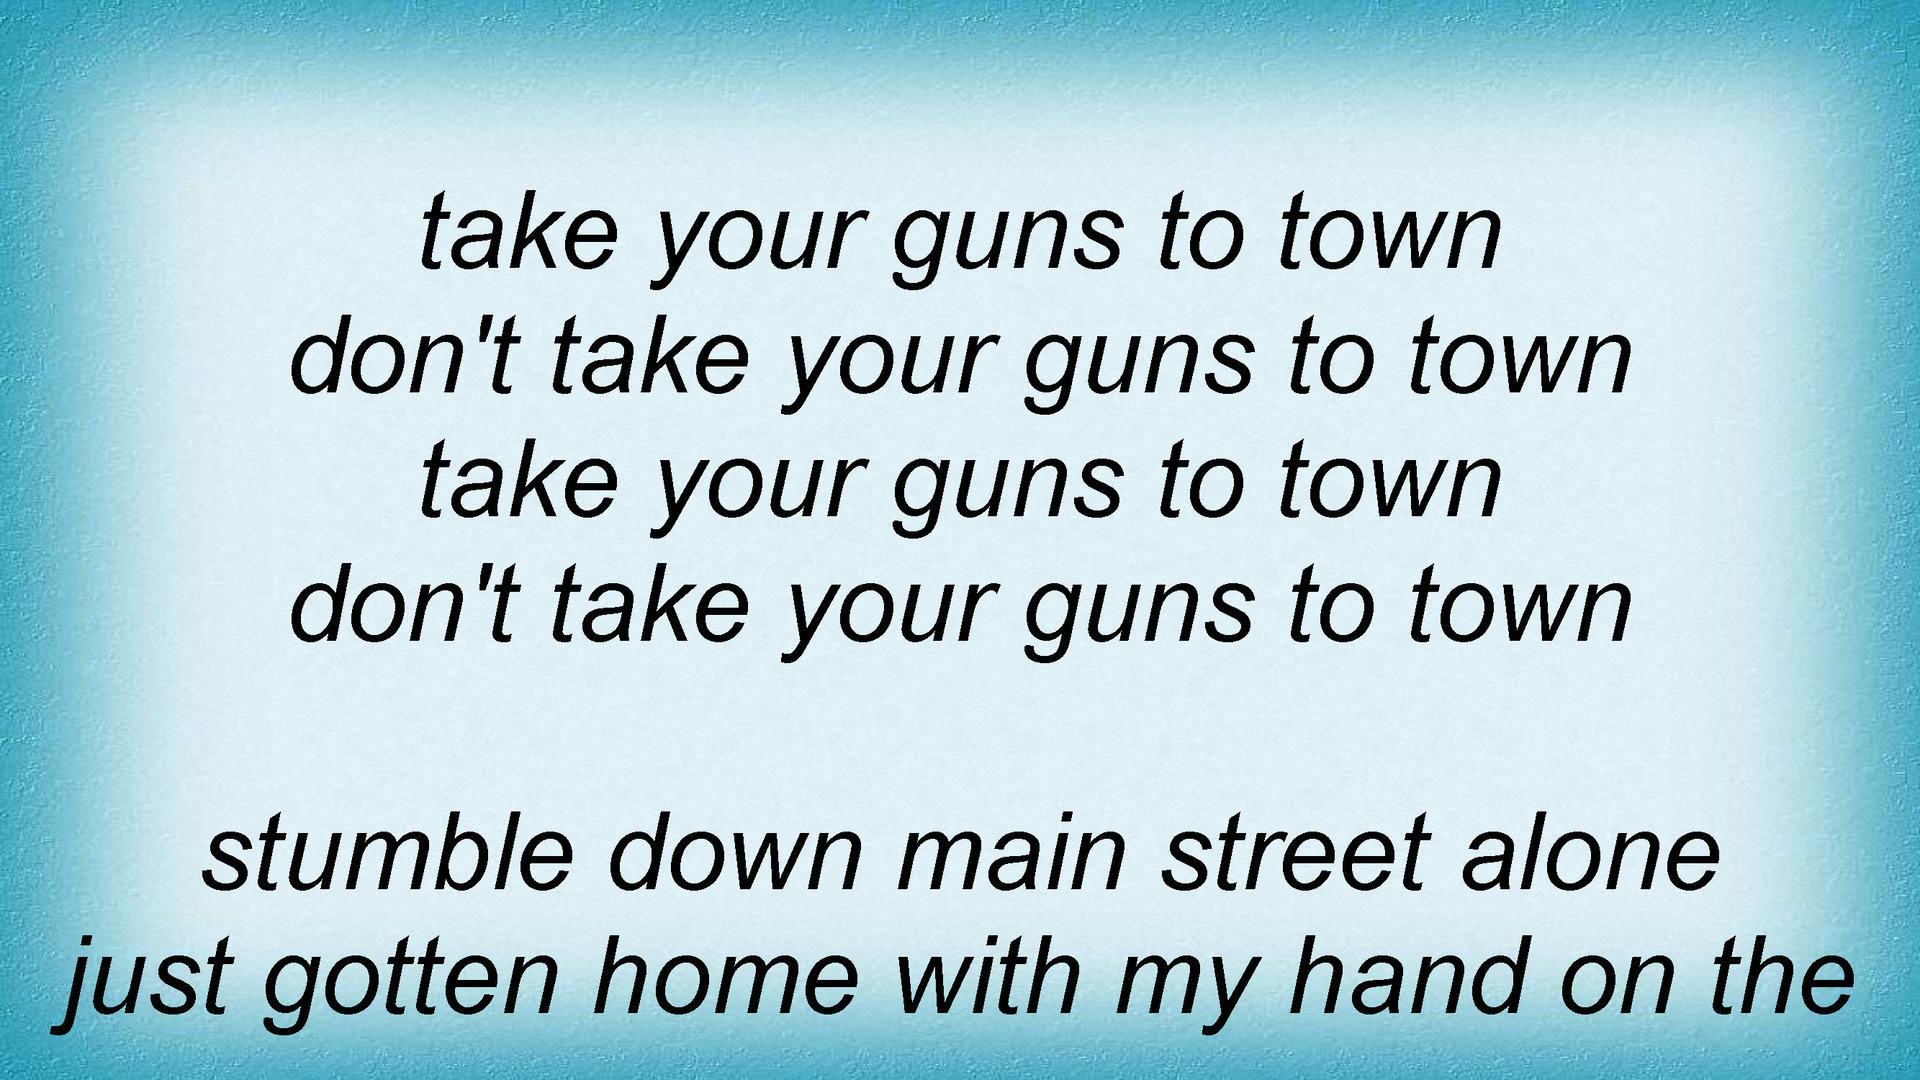 take your guns to town
don't take your guns to town
take your guns to town
don't take your guns to town
stumble down main street alone
just gotten home with my hand on the